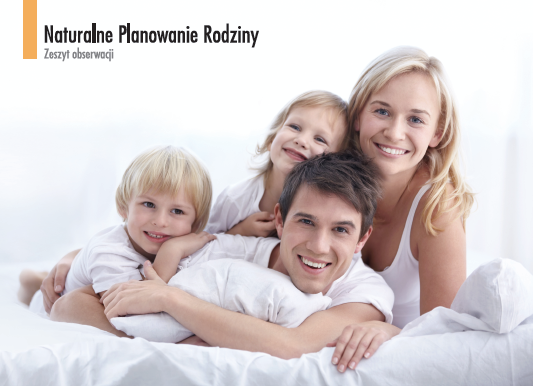 Naturalne Planowanie Rodziny
Zeszyt obserwacji